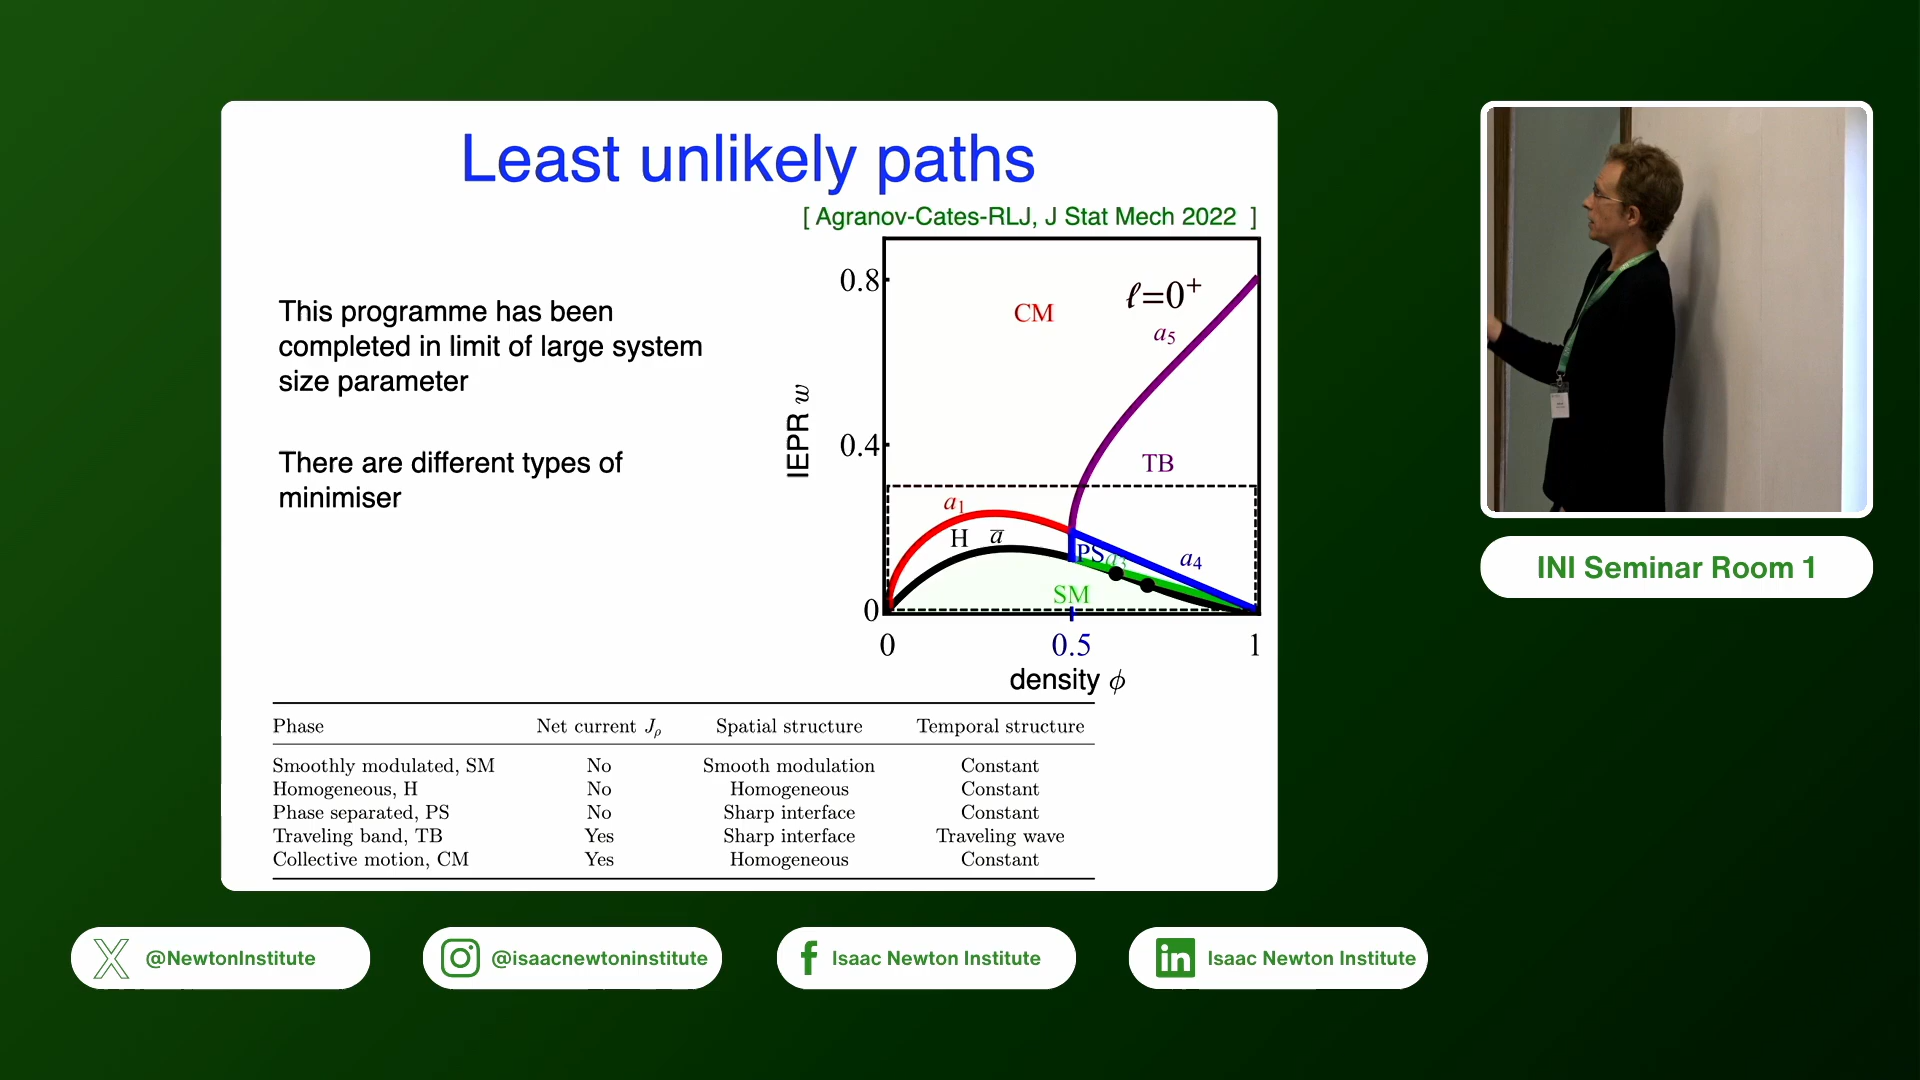 Least unlikely paths
[ Agranov-Cates-RLJ, J Stat Mech 2022 ]
This programme has been
completed in limit of large system
size parameter
There are different types of
minimiser
0.8
0.4
0
IEPR w
CM
ℓ=0⁺
a₅
TB
a₁
H
a̅
PS
a₃
a₄
SM
0
0.5
1
density ϕ
Phase Net current Jρ Spatial structure Temporal structure
Smoothly modulated, SM No Smooth modulation Constant
Homogeneous, H No Homogeneous Constant
Phase separated, PS No Sharp interface Constant
Traveling band, TB Yes Sharp interface Traveling wave
Collective motion, CM Yes Homogeneous Constant
INI Seminar Room 1
@NewtonInstitute
@isaacnewtoninstitute
Isaac Newton Institute
Isaac Newton Institute